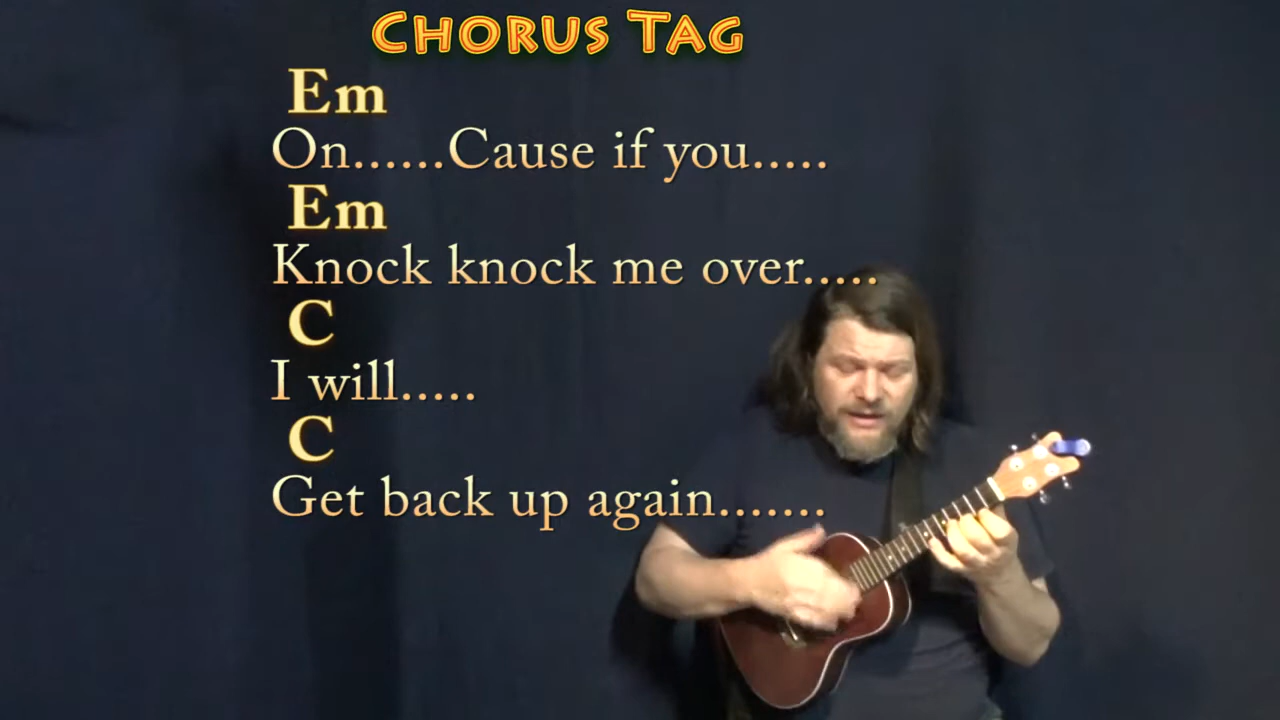 CHORUS TAG
Em
On......Cause if you.....
Em
Knock knock me over.....
C
I will.....
C
Get back up again.......